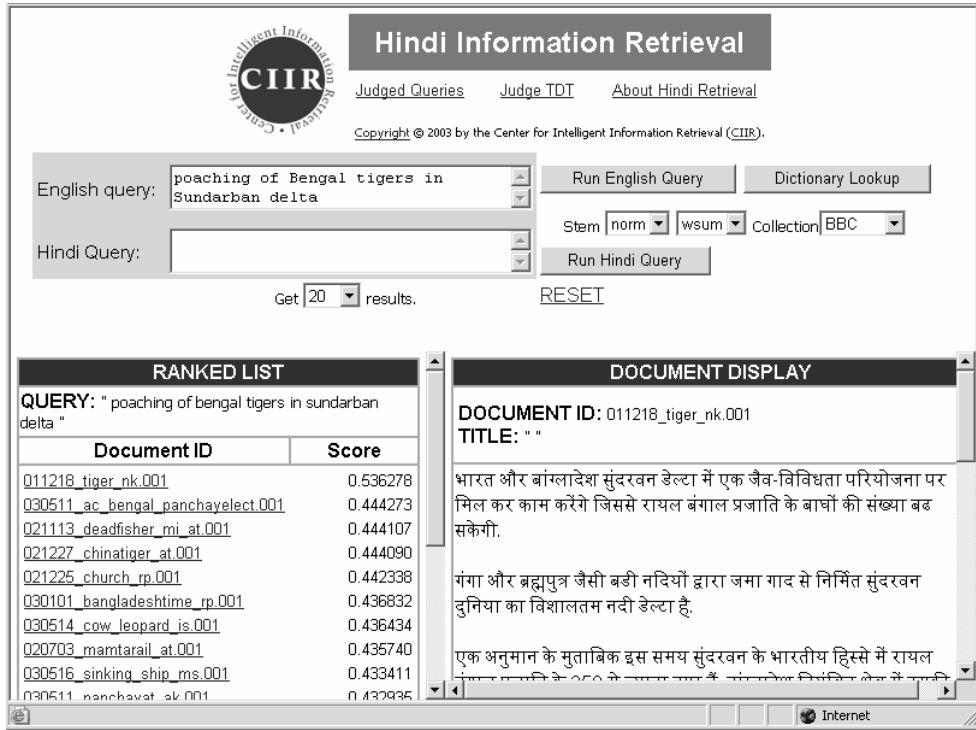 Center for Intelligent Information Retrieval
CIIR
Hindi Information Retrieval
Judged Queries Judge TDT About Hindi Retrieval
Copyright © 2003 by the Center for Intelligent Information Retrieval (CIIR).
English query:
poaching of Bengal tigers in
Sundarban delta
Run English Query Dictionary Lookup
Stem norm wsum Collection BBC
Hindi Query:
Run Hindi Query
Get 20 results.
RESET
RANKED LIST
QUERY: " poaching of bengal tigers in sundarban
delta "
Document ID Score
011218_tiger_nk.001 0.536278
030511_ac_bengal_panchayelect.001 0.444273
021113_deadfisher_mi_at.001 0.444107
021227_chinatiger_at.001 0.444090
021225_church_rp.001 0.442338
030101_bangladeshtime_rp.001 0.436832
030514_cow_leopard_is.001 0.436434
020703_mamtarail_at.001 0.435740
030516_sinking_ship_ms.001 0.433411
030511_panchayat_ak.001 0.432935
DOCUMENT DISPLAY
DOCUMENT ID: 011218_tiger_nk.001
TITLE: " "
भारत और बांग्लादेश सुंदरवन डेल्टा में एक जैव-विविधता परियोजना पर
मिल कर काम करेंगे जिससे रायल बंगाल प्रजाति के बाघों की संख्या बढ
सकेगी.
गंगा और ब्रह्मपुत्र जैसी बडी नदियों द्वारा जमा गाद से निर्मित सुंदरवन
दुनिया का विशालतम नदी डेल्टा है.
एक अनुमान के मुताबिक इस समय सुंदरवन के भारतीय हिस्से में रायल
Internet